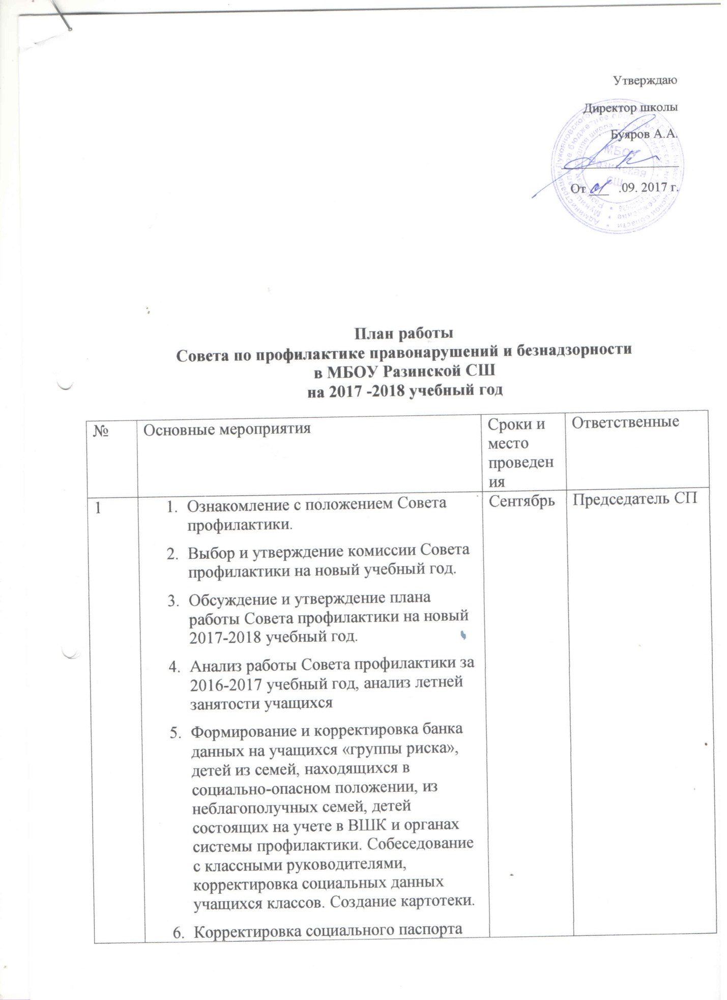 Утверждаю
Директор школы
Буяров А.А.
МБОУ
Разинская
СШ
От 01 .09. 2017 г.
План работы
Совета по профилактике правонарушений и безнадзорности
в МБОУ Разинской СШ
на 2017 -2018 учебный год
№
Основные мероприятия
Сроки и
место
проведен
ия
Ответственные
1
1. Ознакомление с положением Совета
профилактики.
2. Выбор и утверждение комиссии Совета
профилактики на новый учебный год.
3. Обсуждение и утверждение плана
работы Совета профилактики на новый
2017-2018 учебный год.
4. Анализ работы Совета профилактики за
2016-2017 учебный год, анализ летней
занятости учащихся
5. Формирование и корректировка банка
данных на учащихся «группы риска»,
детей из семей, находящихся в
социально-опасном положении, из
неблагополучных семей, детей
состоящих на учете в ВШК и органах
системы профилактики. Собеседование
с классными руководителями,
корректировка социальных данных
учащихся классов. Создание картотеки.
6. Корректировка социального паспорта
Сентябрь
Председатель СП